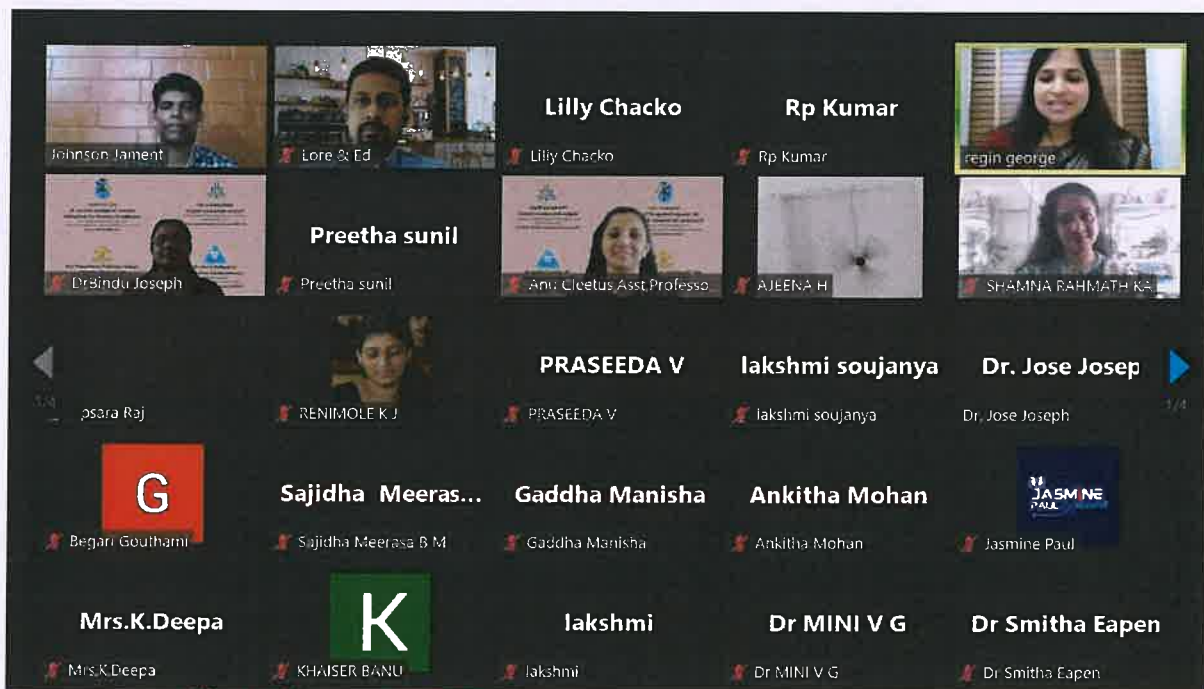 Johnson Jament
Lore & Ed
Lilly Chacko
Lilly Chacko
Rp Kumar
Rp Kumar
regin george
DrBindu Joseph
Preetha sunil
Preetha sunil
Anu Cleetus Asst.Professo
AJEENA H
SHAMNA RAHMATH KA
psara Raj
RENIMOLE K J
PRASEEDA V
PRASEEDA V
lakshmi soujanya
lakshmi soujanya
Dr. Jose Josep
Dr. Jose Joseph
1/4
G
Begari Gouthami
Sajidha Meeras...
Sajidha Meerasa B M
Gaddha Manisha
Gaddha Manisha
Ankitha Mohan
Ankitha Mohan
JASMINE
PAUL
Jasmine Paul
Mrs.K.Deepa
Mrs.K.Deepa
K
KHAISER BANU
lakshmi
lakshmi
Dr MINI V G
Dr MINI V G
Dr Smitha Eapen
Dr Smitha Eapen